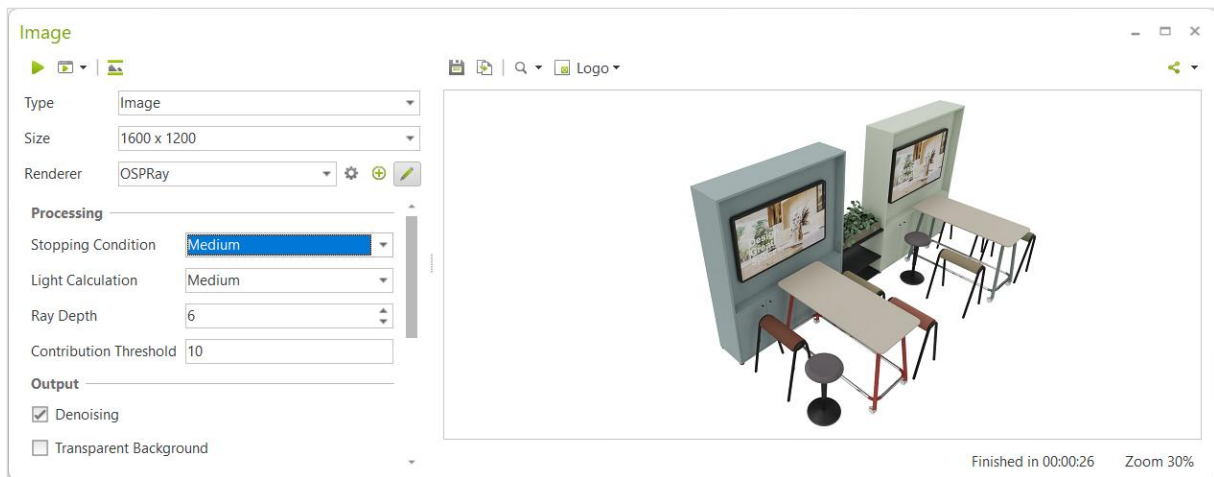 Image
Logo
Type Image
Size 1600 x 1200
Renderer OSPRay
Processing
Stopping Condition Medium
Light Calculation Medium
Ray Depth 6
Contribution Threshold 10
Output
Denoising
Transparent Background
Finished in 00:00:26 Zoom 30%